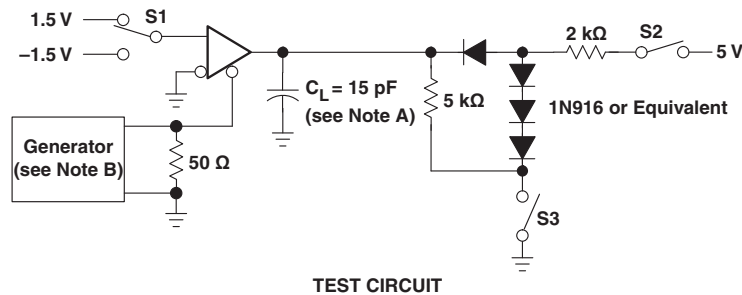 1.5 V
S1
–1.5 V
2 kΩ
S2
5 V
CL = 15 pF
(see Note A)
5 kΩ
1N916 or Equivalent
Generator
(see Note B)
50 Ω
S3
TEST CIRCUIT